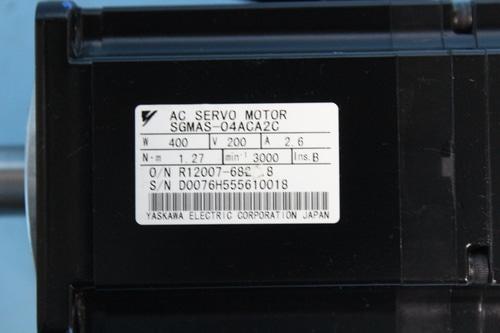 AC SERVO MOTOR
SGMAS-04ACA2C
W 400 V 200 A 2.6
N-m 1.27 min-1 3000 Ins. B
O/N
S/N D0076H555610018
YASKAWA ELECTRIC CORPORATION JAPAN